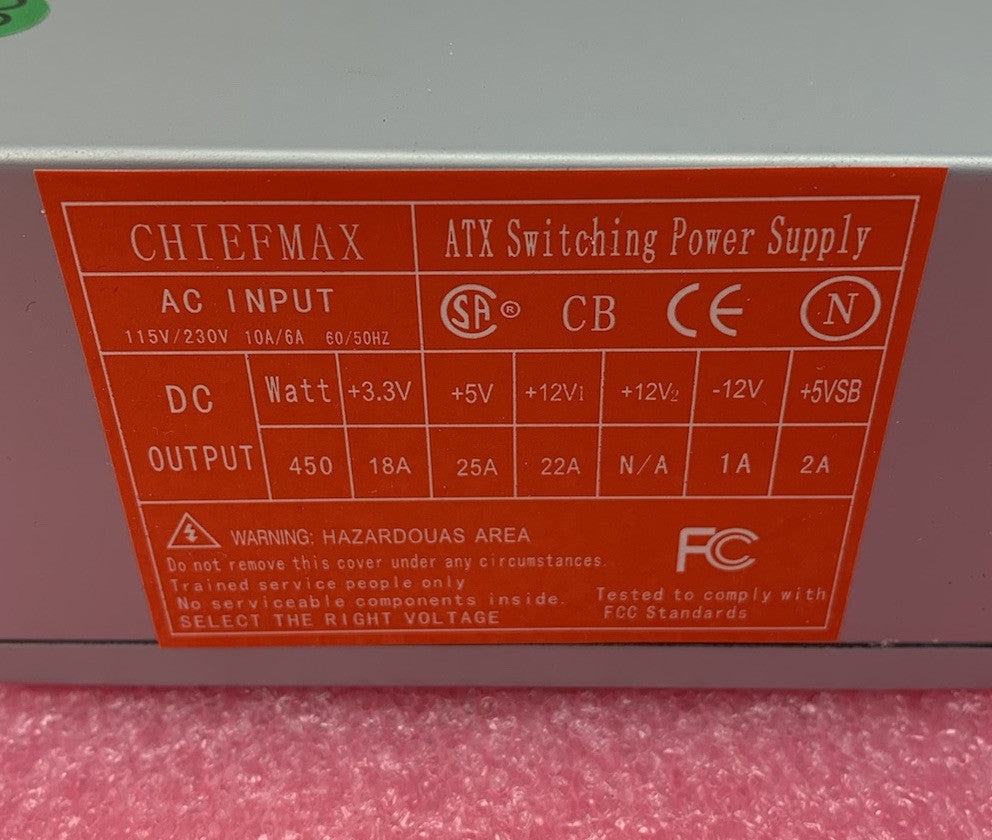 CHIEFMAX
ATX Switching Power Supply
AC INPUT
115V/230V 10A/6A 60/50HZ
SA ® CB CE N
DC OUTPUT
Watt +3.3V +5V +12V1 +12V2 -12V +5VSB
450 18A 25A 22A N/A 1A 2A
WARNING: HAZARDOUAS AREA
Do not remove this cover under any circumstances.
Trained service people only
No serviceable components inside.
SELECT THE RIGHT VOLTAGE
FC
Tested to comply with
FCC Standards